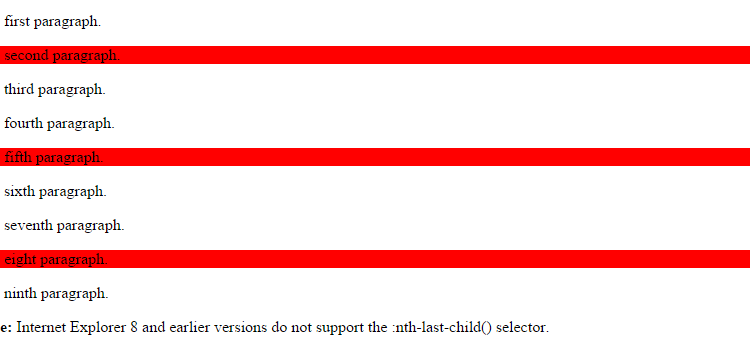 first paragraph.
second paragraph.
third paragraph.
fourth paragraph.
fifth paragraph.
sixth paragraph.
seventh paragraph.
eight paragraph.
ninth paragraph.
e: Internet Explorer 8 and earlier versions do not support the :nth-last-child() selector.